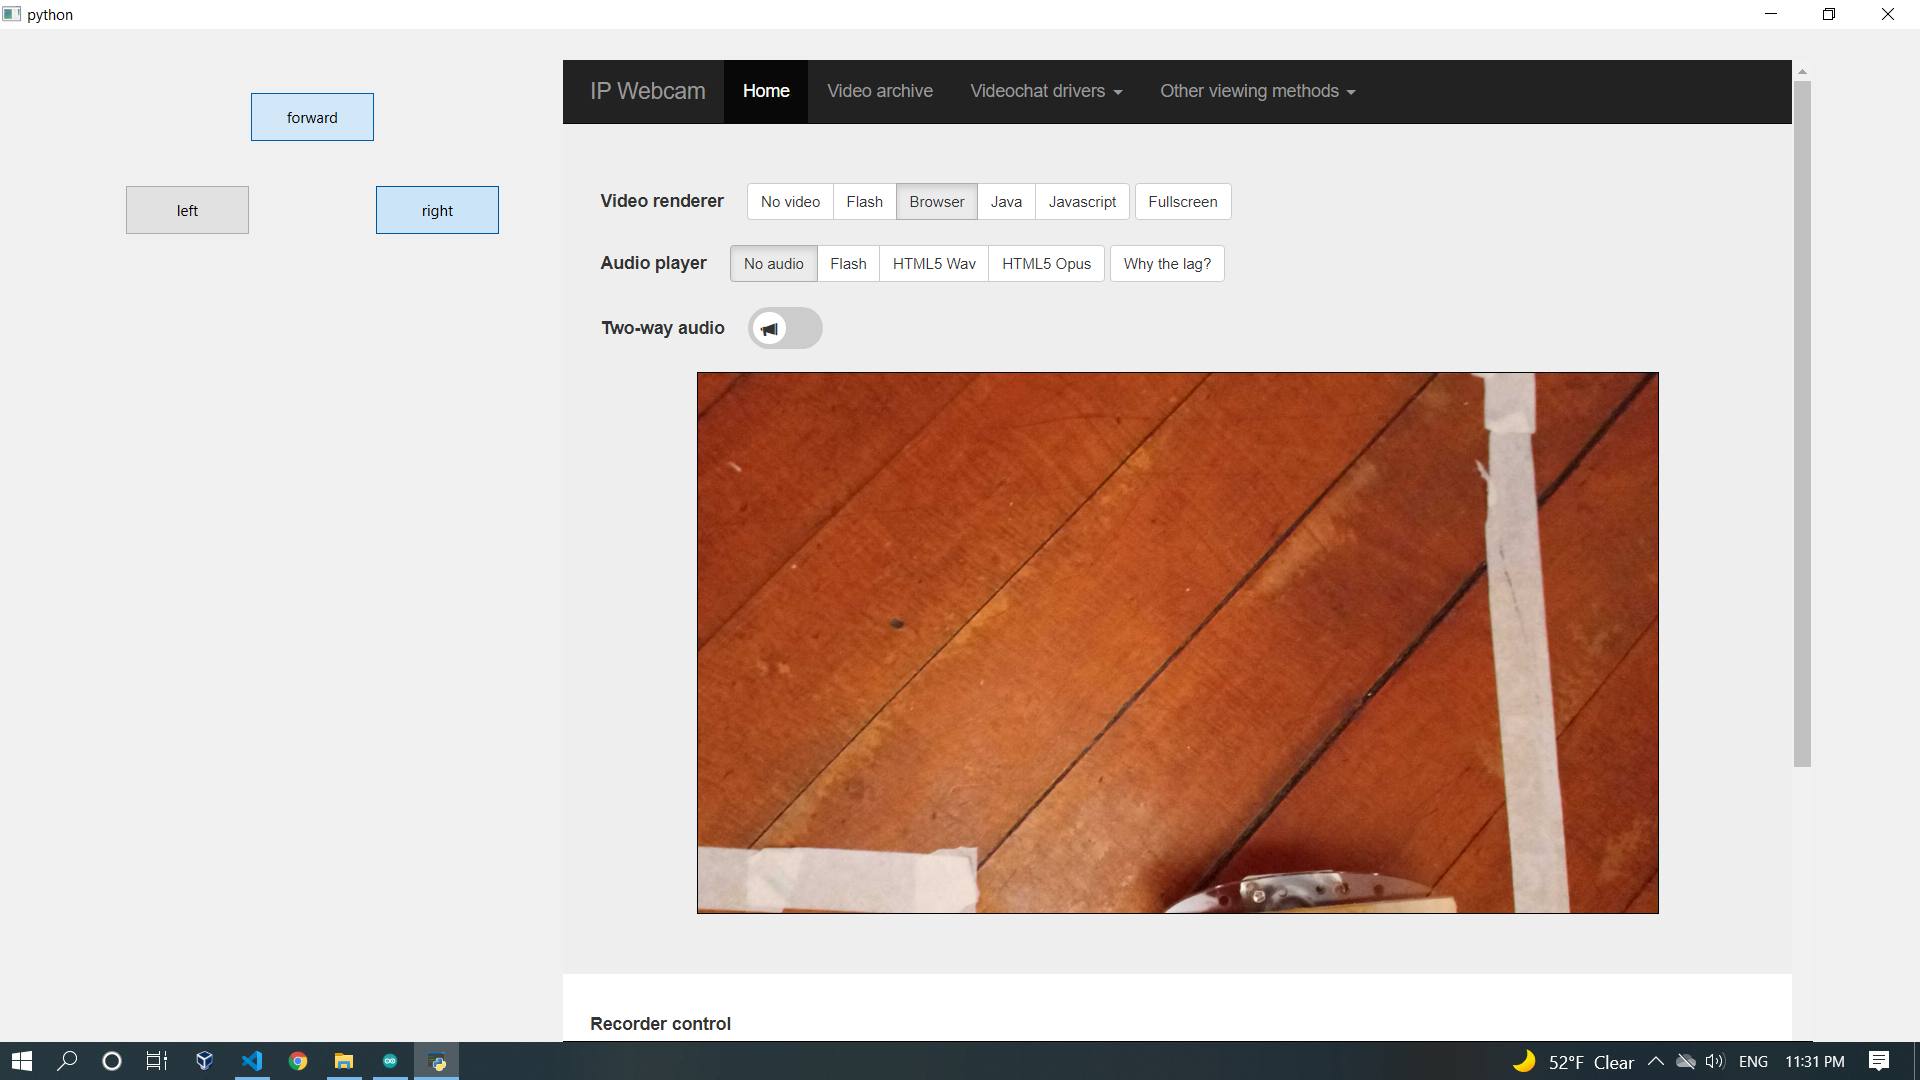 python
forward
left
right
IP Webcam Home Video archive Videochat drivers Other viewing methods
Video renderer No video Flash Browser Java Javascript Fullscreen
Audio player No audio Flash HTML5 Wav HTML5 Opus Why the lag?
Two-way audio
Recorder control
52°F Clear ENG 11:31 PM